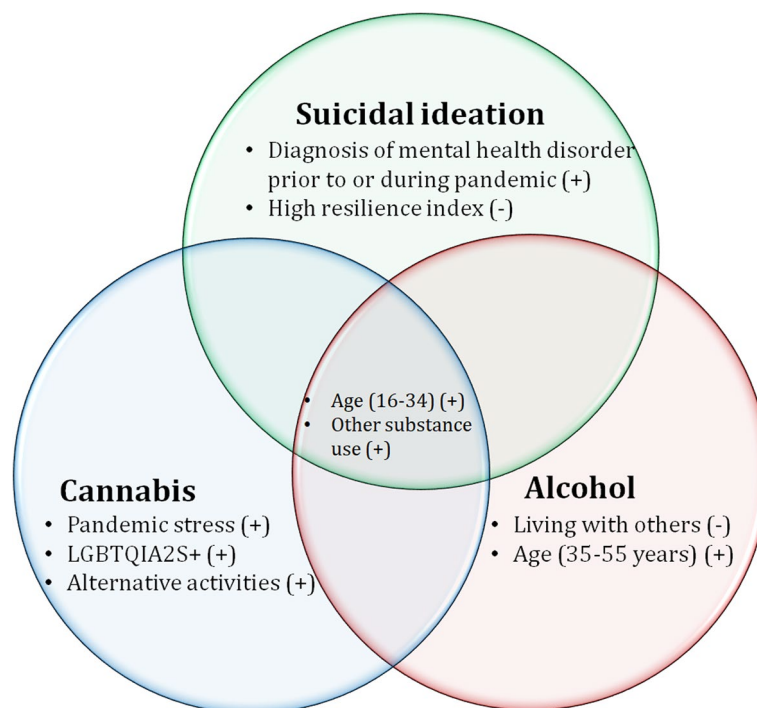 Suicidal ideation
• Diagnosis of mental health disorder
prior to or during pandemic (+)
• High resilience index (-)
• Age (16-34) (+)
• Other substance
use (+)
Cannabis
• Pandemic stress (+)
• LGBTQIA2S+ (+)
• Alternative activities (+)
Alcohol
• Living with others (-)
• Age (35-55 years) (+)